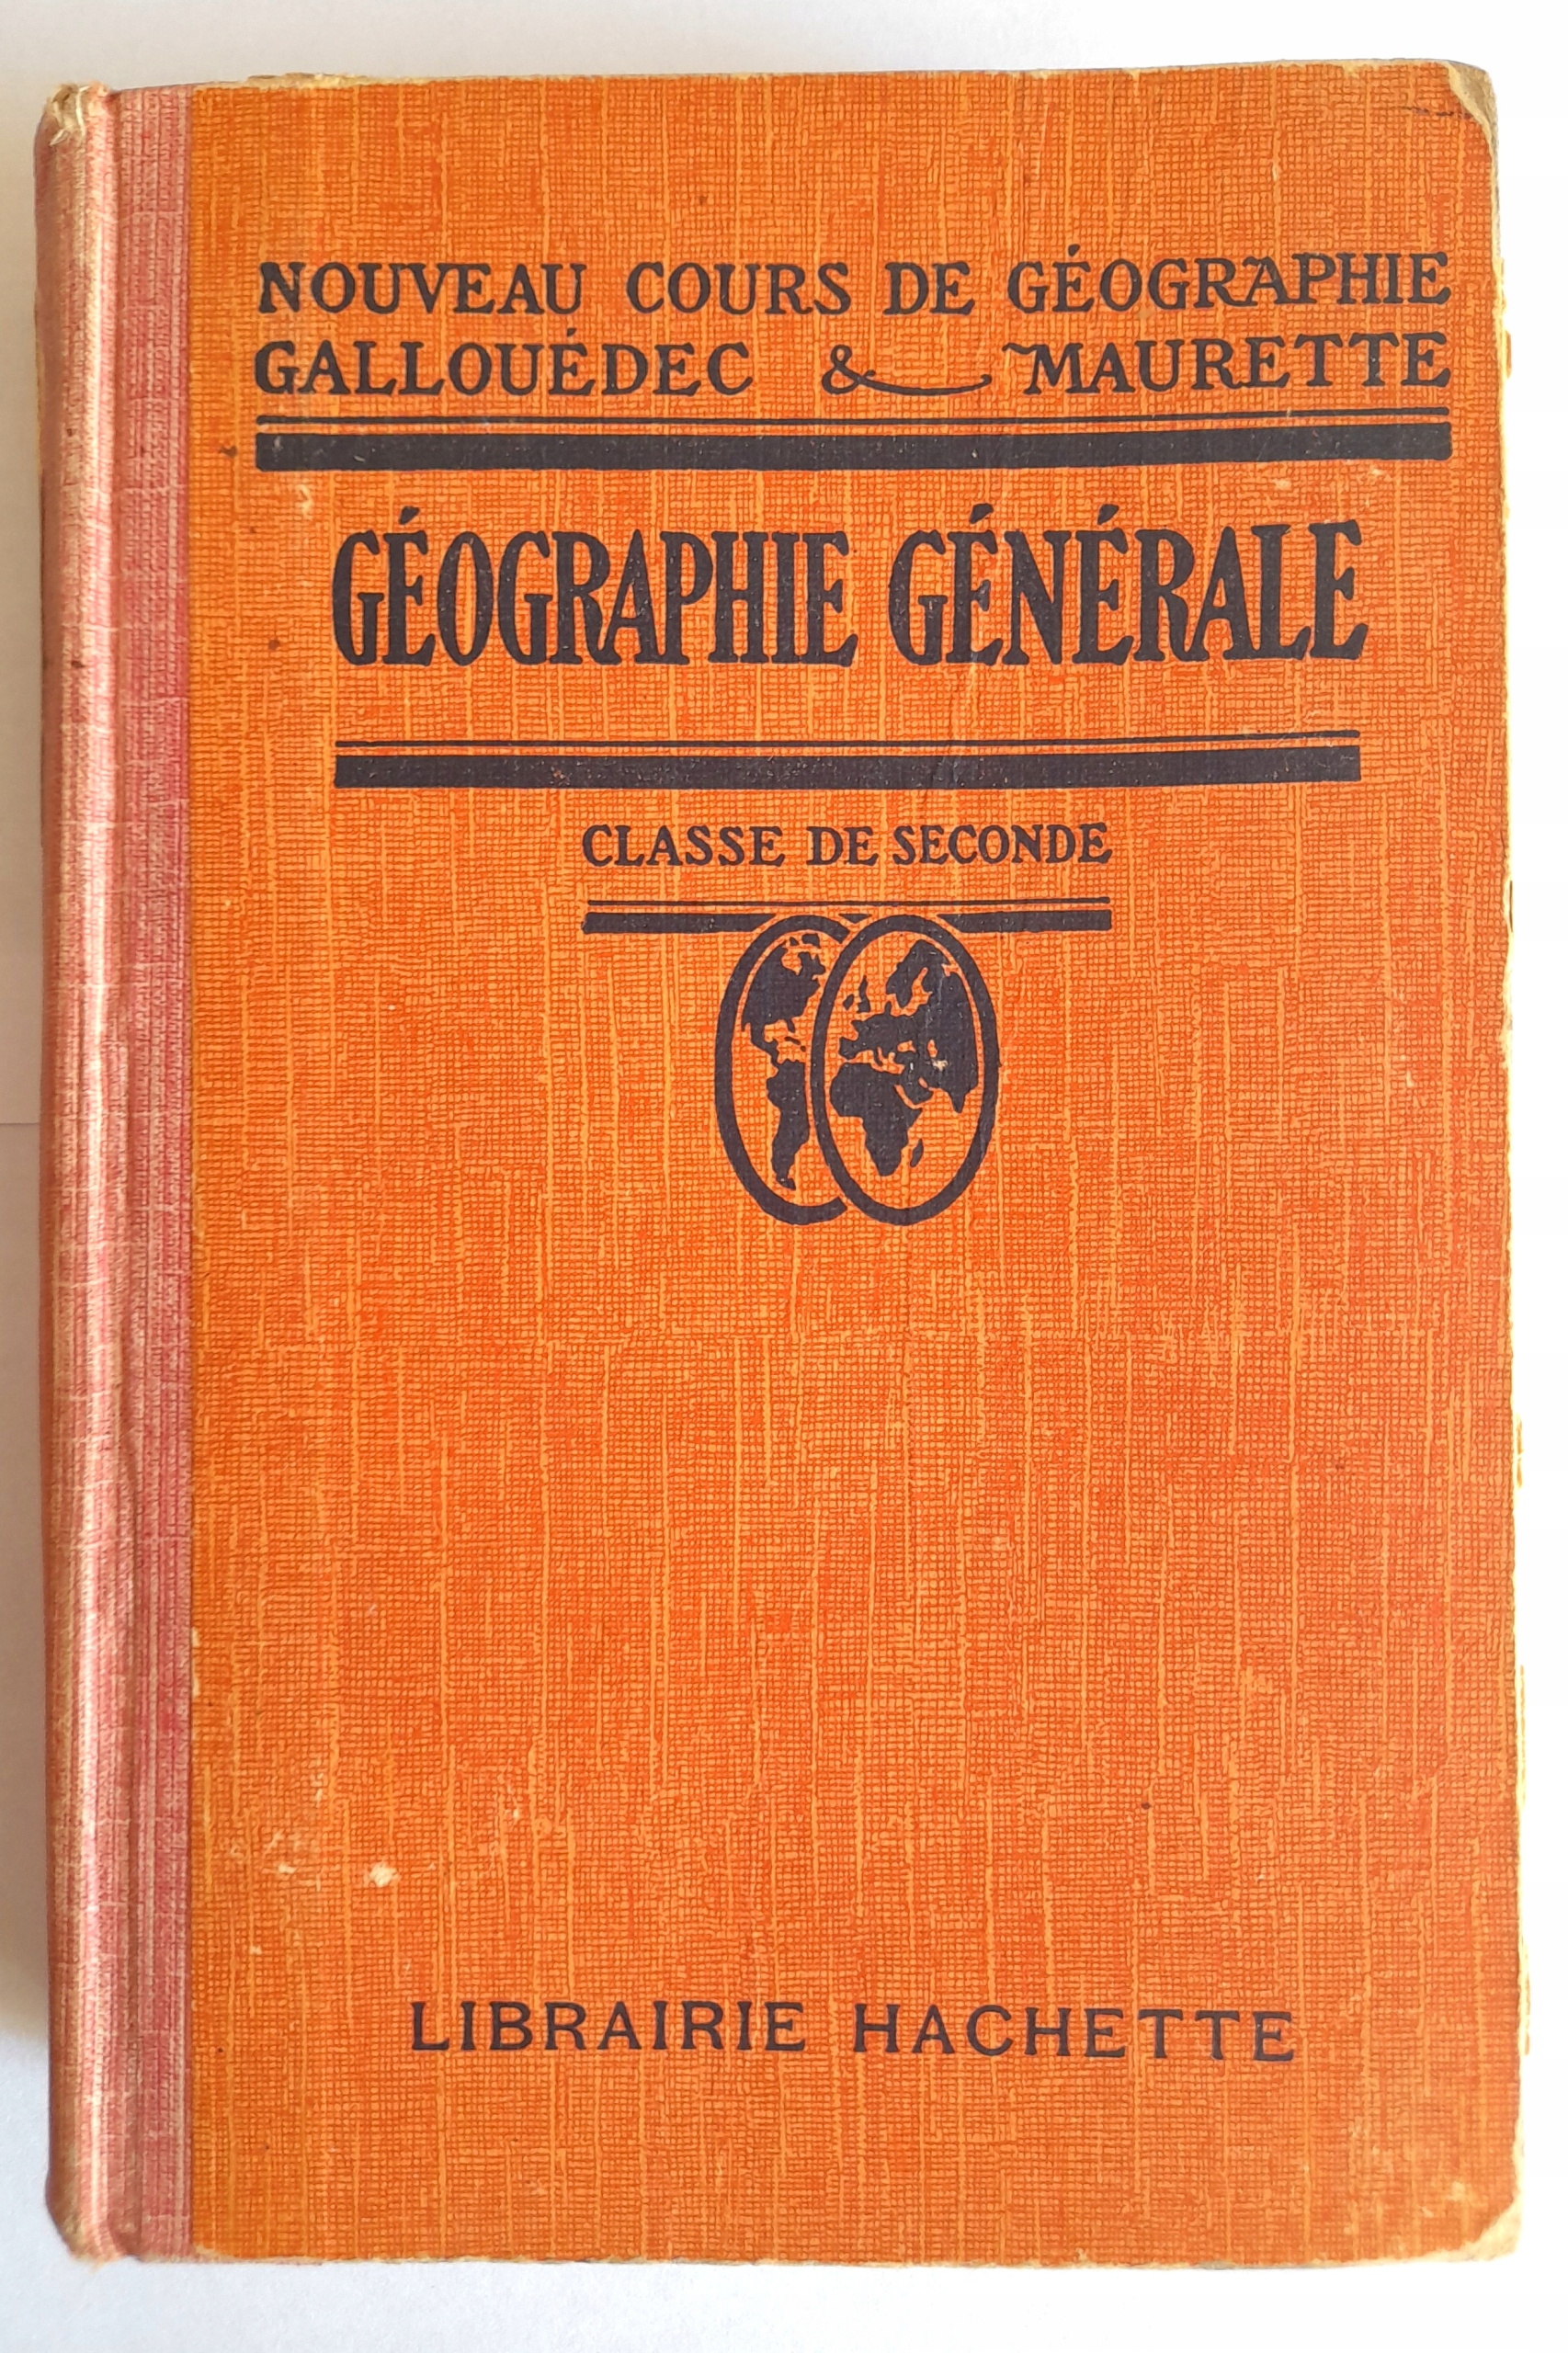 NOUVEAU COURS DE GÉOGRAPHIE
GALLOUÉDEC & MAURETTE
GÉOGRAPHIE GÉNÉRALE
CLASSE DE SECONDE
LIBRAIRIE HACHETTE